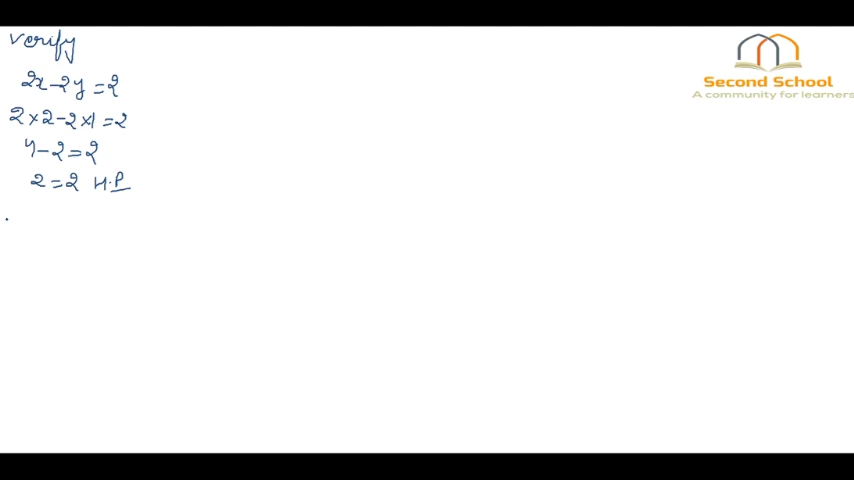 verify
2x-2y=2
2×2-2×1=2
4-2=2
2=2 H.P
Second School
A community for learners